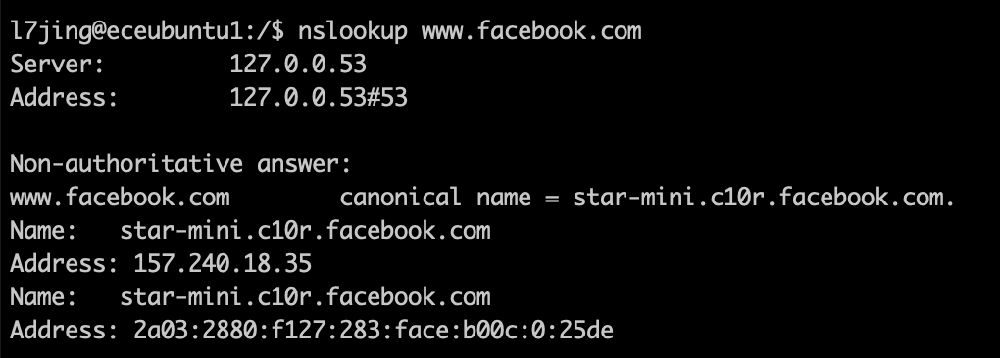 l7jing@eceubuntu1:/$ nslookup www.facebook.com
Server:         127.0.0.53
Address:        127.0.0.53#53

Non-authoritative answer:
www.facebook.com        canonical name = star-mini.c10r.facebook.com.
Name:   star-mini.c10r.facebook.com
Address: 157.240.18.35
Name:   star-mini.c10r.facebook.com
Address: 2a03:2880:f127:283:face:b00c:0:25de